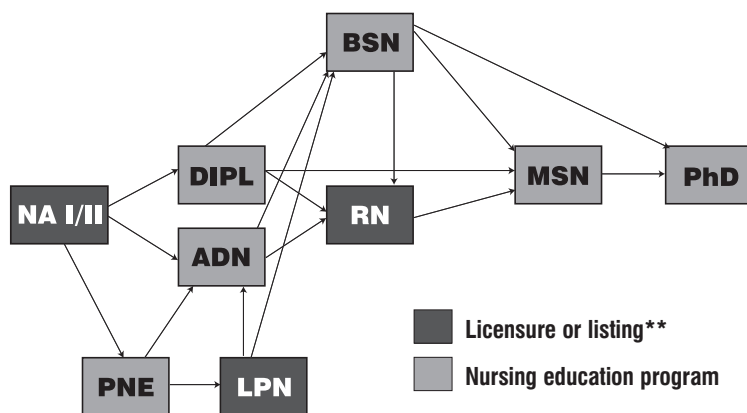 BSN
DIPL
MSN
PhD
NA I/II
RN
ADN
Licensure or listing**
PNE
LPN
Nursing education program